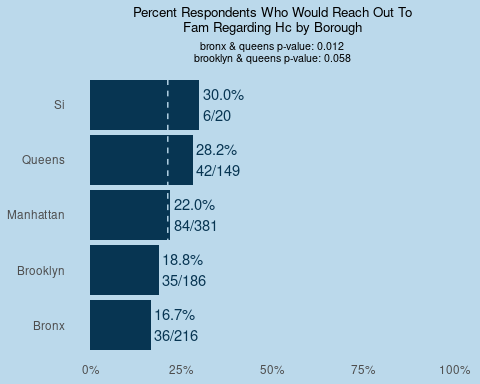 Percent Respondents Who Would Reach Out To
Fam Regarding Hc by Borough
bronx & queens p-value: 0.012
brooklyn & queens p-value: 0.058
Si
30.0%
6/20
Queens
28.2%
42/149
Manhattan
22.0%
84/381
Brooklyn
18.8%
35/186
Bronx
16.7%
36/216
0% 25% 50% 75% 100%